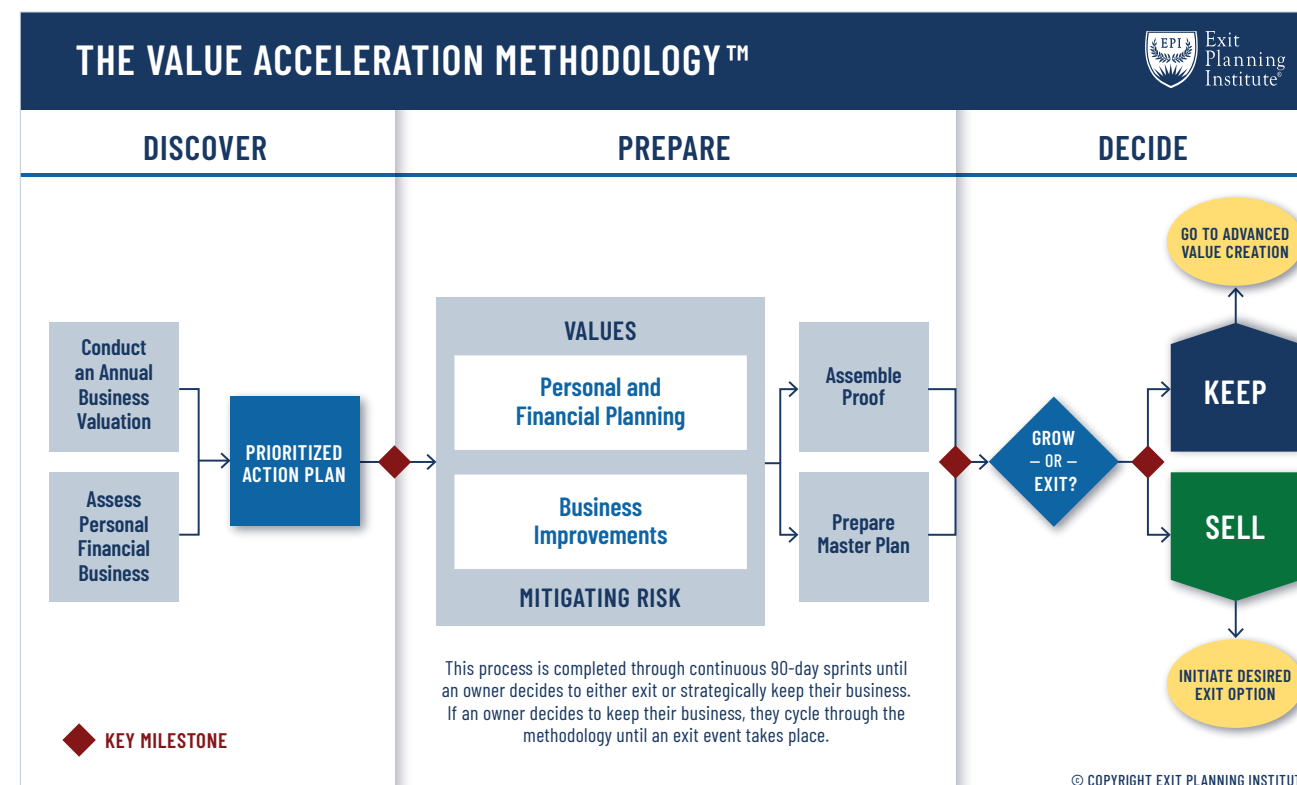 THE VALUE ACCELERATION METHODOLOGY™
EPI
Exit
Planning
Institute®
DISCOVER
PREPARE
DECIDE
Conduct
an Annual
Business
Valuation
Assess
Personal
Financial
Business
PRIORITIZED
ACTION PLAN
KEY MILESTONE
VALUES
Personal and
Financial Planning
Business
Improvements
MITIGATING RISK
Assemble
Proof
Prepare
Master Plan
This process is completed through continuous 90-day sprints until
an owner decides to either exit or strategically keep their business.
If an owner decides to keep their business, they cycle through the
methodology until an exit event takes place.
GROW
– OR –
EXIT?
GO TO ADVANCED
VALUE CREATION
KEEP
SELL
INITIATE DESIRED
EXIT OPTION
© COPYRIGHT EXIT PLANNING INSTITUT